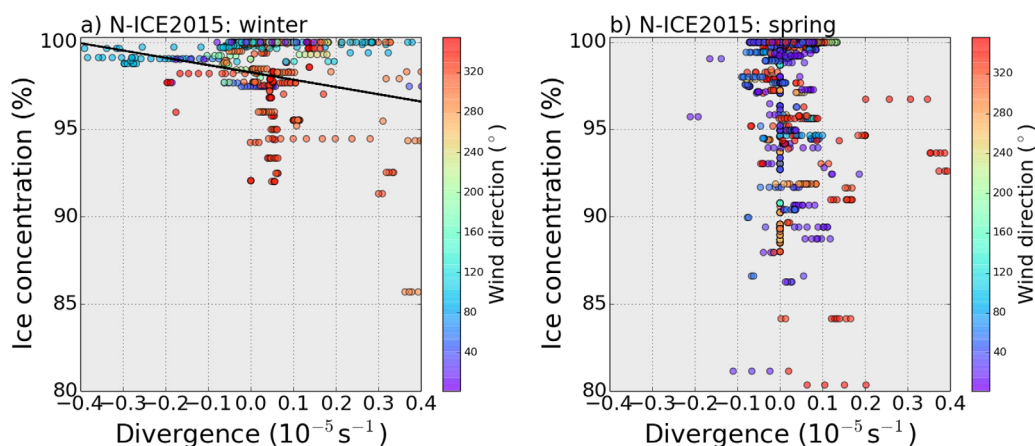 a) N-ICE2015: winter
100
95
90
85
80
Ice concentration (%)
−0.4 −0.3 −0.2 −0.1 0.0 0.1 0.2 0.3 0.4
Divergence (10⁻⁵ s⁻¹)
320
280
240
200
160
120
80
40
Wind direction (°)
b) N-ICE2015: spring
100
95
90
85
80
Ice concentration (%)
−0.4 −0.3 −0.2 −0.1 0.0 0.1 0.2 0.3 0.4
Divergence (10⁻⁵ s⁻¹)
320
280
240
200
160
120
80
40
Wind direction (°)